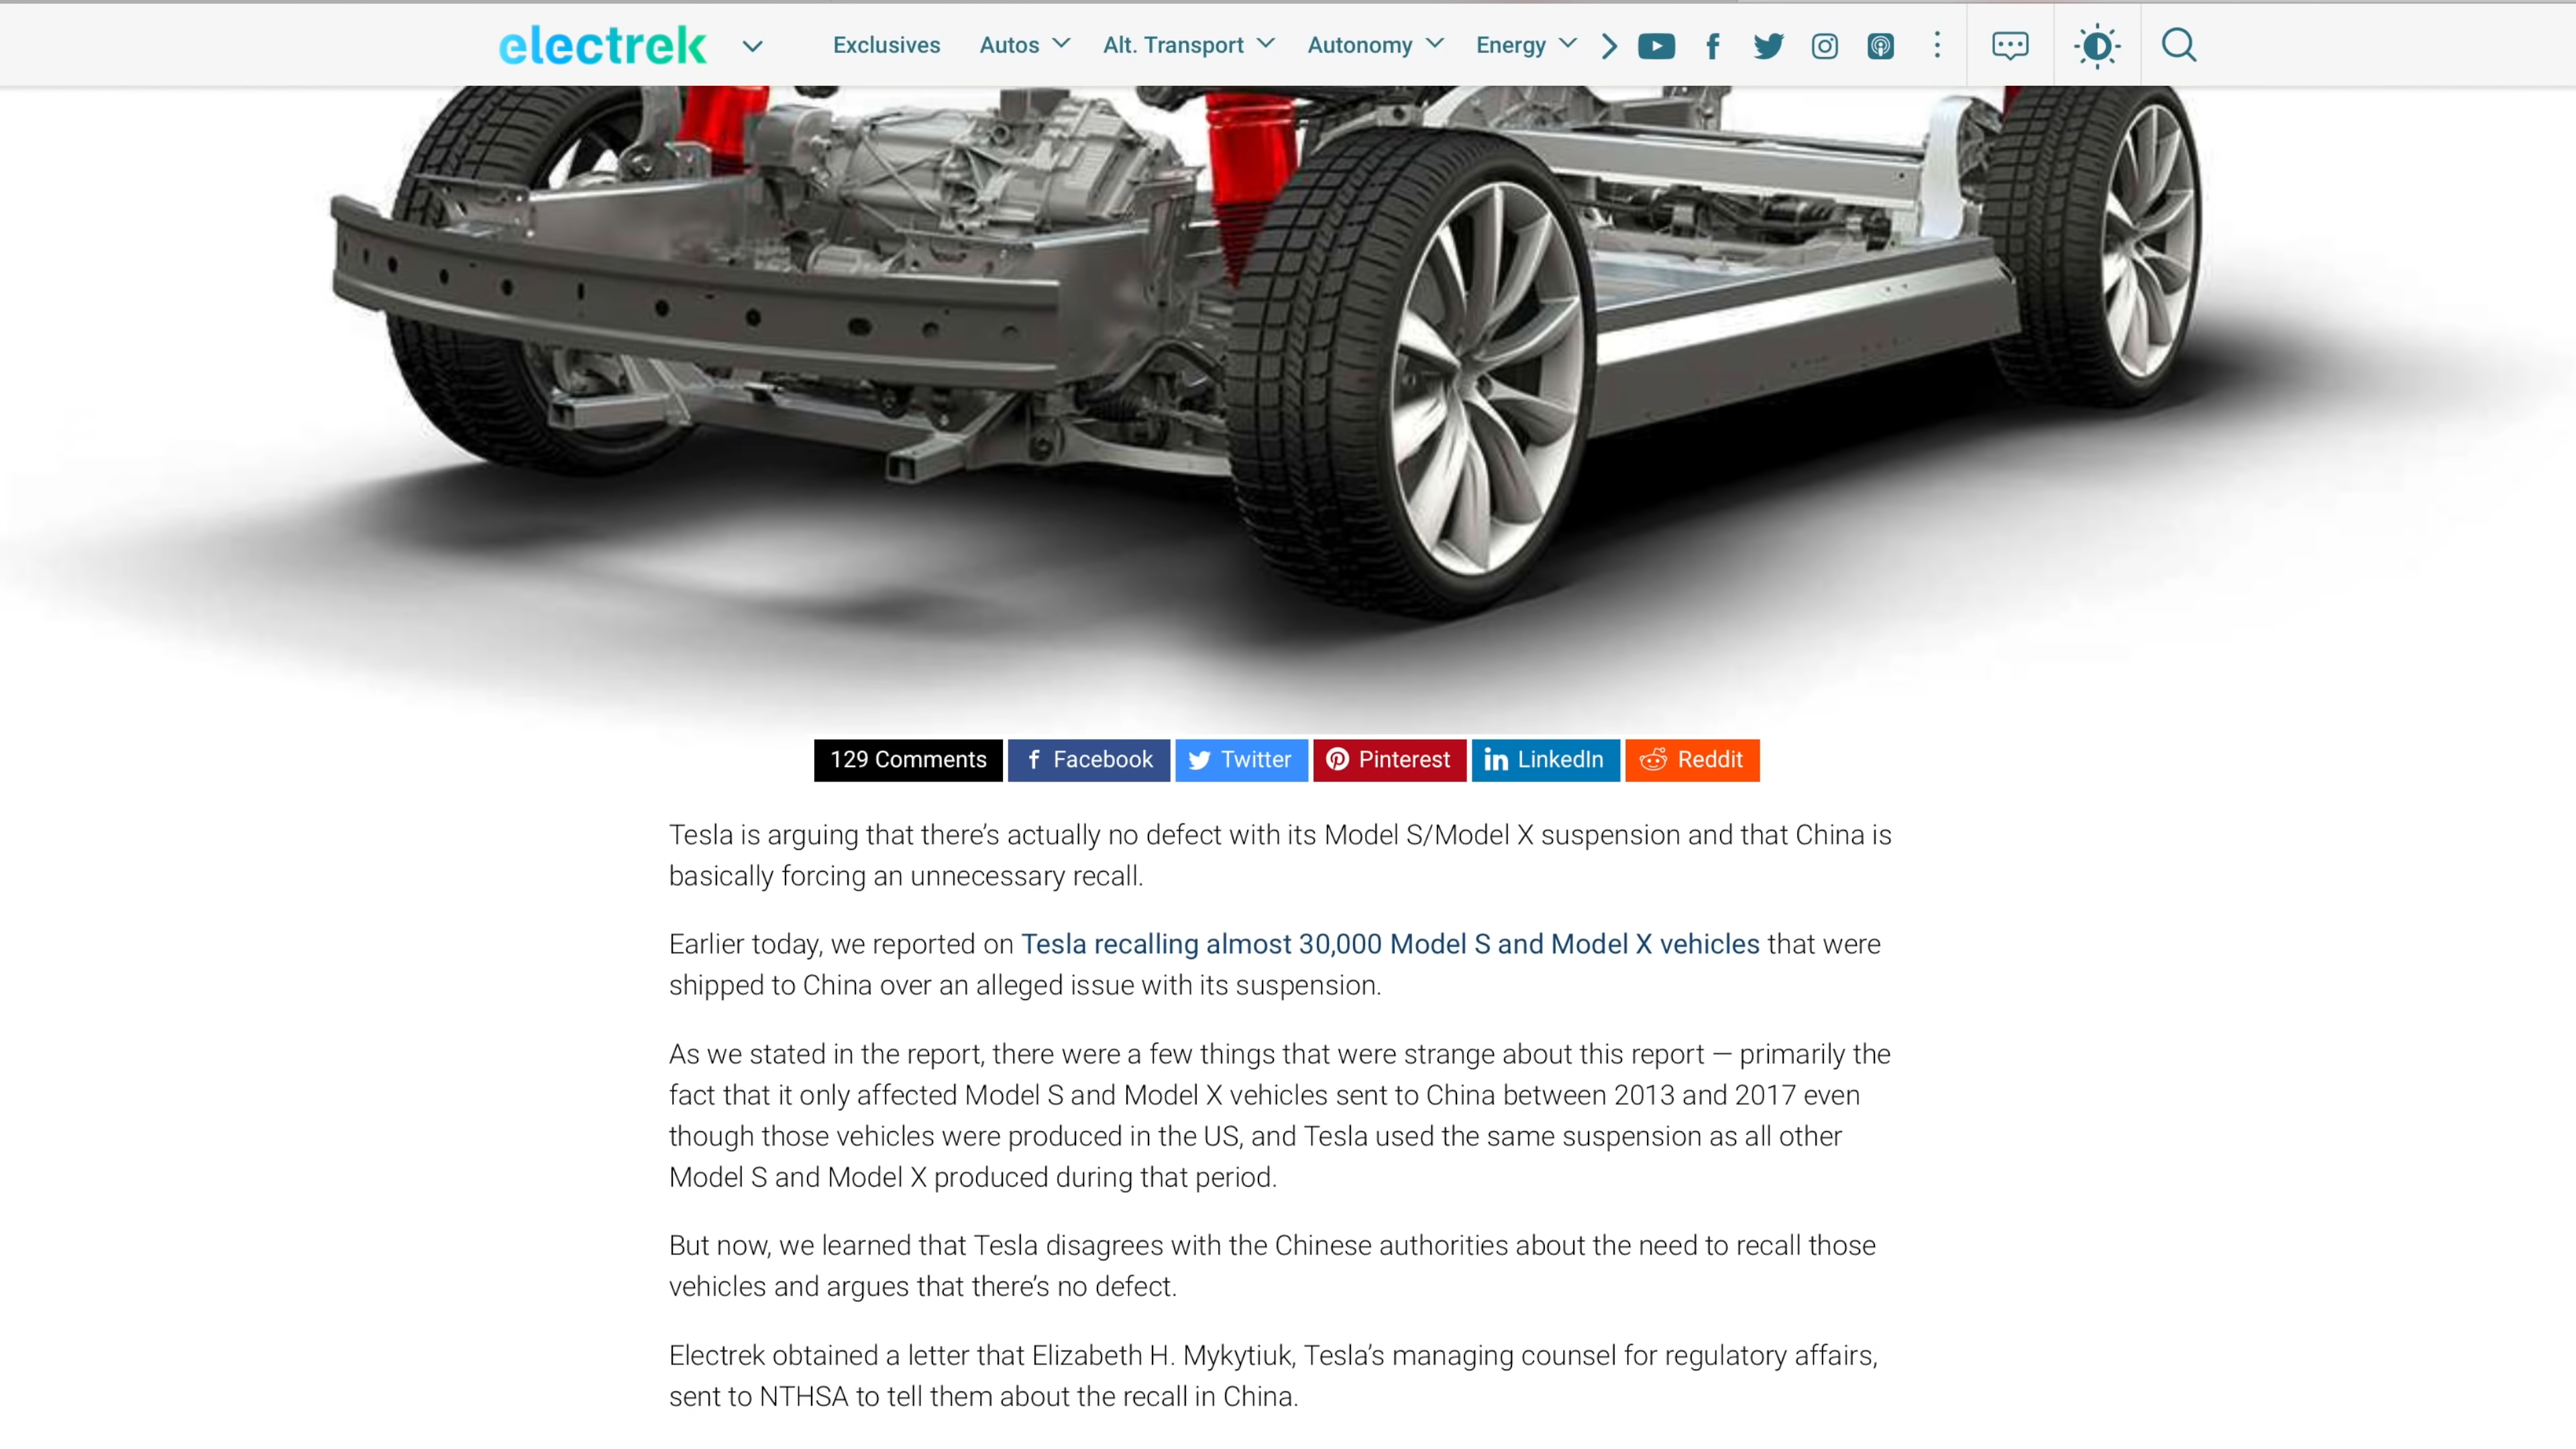 electrek Exclusives Autos Alt. Transport Autonomy Energy
129 Comments Facebook Twitter Pinterest LinkedIn Reddit
Tesla is arguing that there’s actually no defect with its Model S/Model X suspension and that China is
basically forcing an unnecessary recall.
Earlier today, we reported on Tesla recalling almost 30,000 Model S and Model X vehicles that were
shipped to China over an alleged issue with its suspension.
As we stated in the report, there were a few things that were strange about this report — primarily the
fact that it only affected Model S and Model X vehicles sent to China between 2013 and 2017 even
though those vehicles were produced in the US, and Tesla used the same suspension as all other
Model S and Model X produced during that period.
But now, we learned that Tesla disagrees with the Chinese authorities about the need to recall those
vehicles and argues that there’s no defect.
Electrek obtained a letter that Elizabeth H. Mykytiuk, Tesla’s managing counsel for regulatory affairs,
sent to NTHSA to tell them about the recall in China.